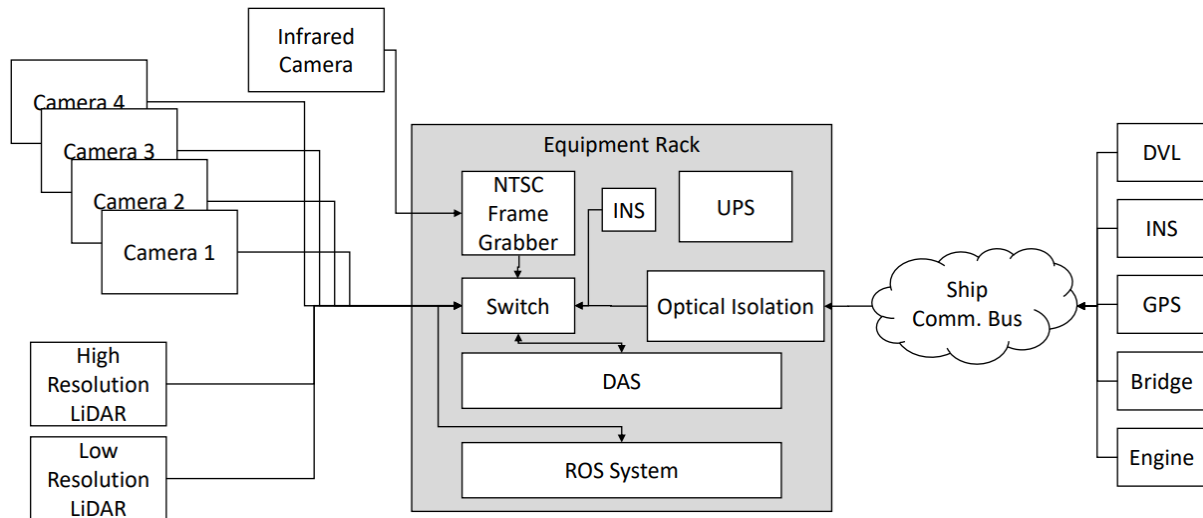 Infrared
Camera
Camera 4
Camera 3
Camera 2
Camera 1
High
Resolution
LiDAR
Low
Resolution
LiDAR
Equipment Rack
NTSC
Frame
Grabber
INS
UPS
Switch
Optical Isolation
DAS
ROS System
Ship
Comm. Bus
DVL
INS
GPS
Bridge
Engine